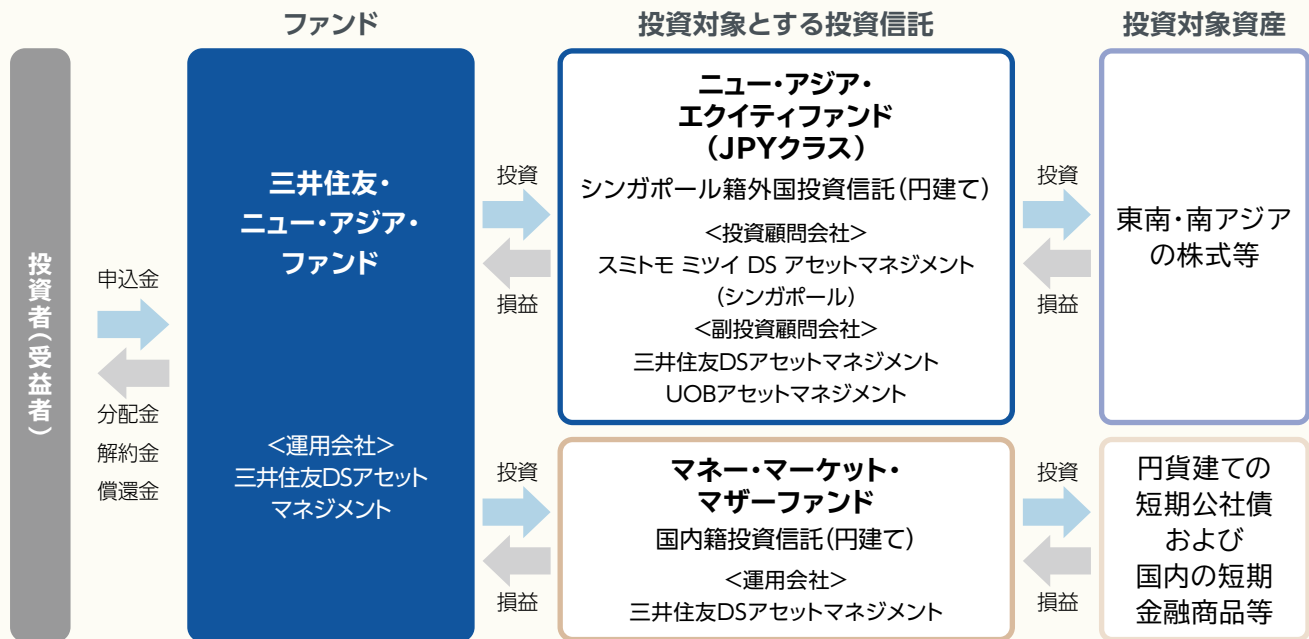 ファンド
投資対象とする投資信託
投資対象資産
投資者(受益者)
申込金
分配金
解約金
償還金
三井住友・
ニュー・アジア・
ファンド
<運用会社>
三井住友DSアセット
マネジメント
投資
損益
ニュー・アジア・
エクイティファンド
(JPYクラス)
シンガポール籍外国投資信託(円建て)
<投資顧問会社>
スミトモ ミツイ DS アセットマネジメント
(シンガポール)
<副投資顧問会社>
三井住友DSアセットマネジメント
UOBアセットマネジメント
投資
損益
東南・南アジア
の株式等
投資
損益
マネー・マーケット・
マザーファンド
国内籍投資信託(円建て)
<運用会社>
三井住友DSアセットマネジメント
投資
損益
円貨建ての
短期公社債
および
国内の短期
金融商品等